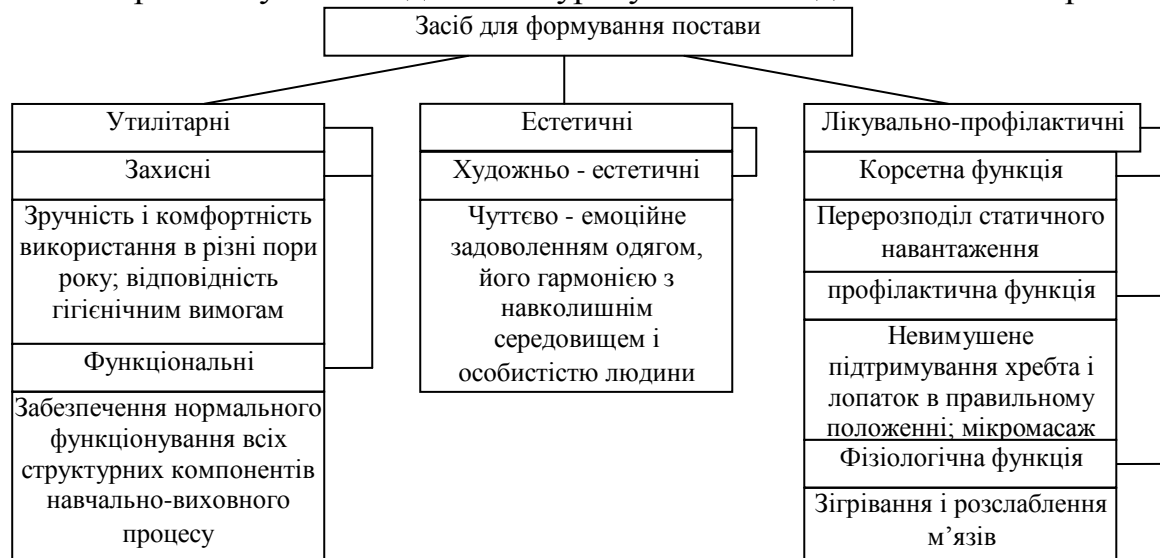 Засіб для формування постави
Утилітарні
Захисні
Зручність і комфортність
використання в різні пори
року; відповідність
гігієнічним вимогам
Функціональні
Забезпечення нормального
функціонування всіх
структурних компонентів
навчально-виховного
процесу
Естетичні
Художньо - естетичні
Чуттєво - емоційне
задоволенням одягом,
його гармонією з
навколишнім
середовищем і
особистістю людини
Лікувально-профілактичні
Корсетна функція
Перерозподіл статичного
навантаження
профілактична функція
Невимушене
підтримування хребта і
лопаток в правильному
положенні; мікромасаж
Фізіологічна функція
Зігрівання і розслаблення
м’язів